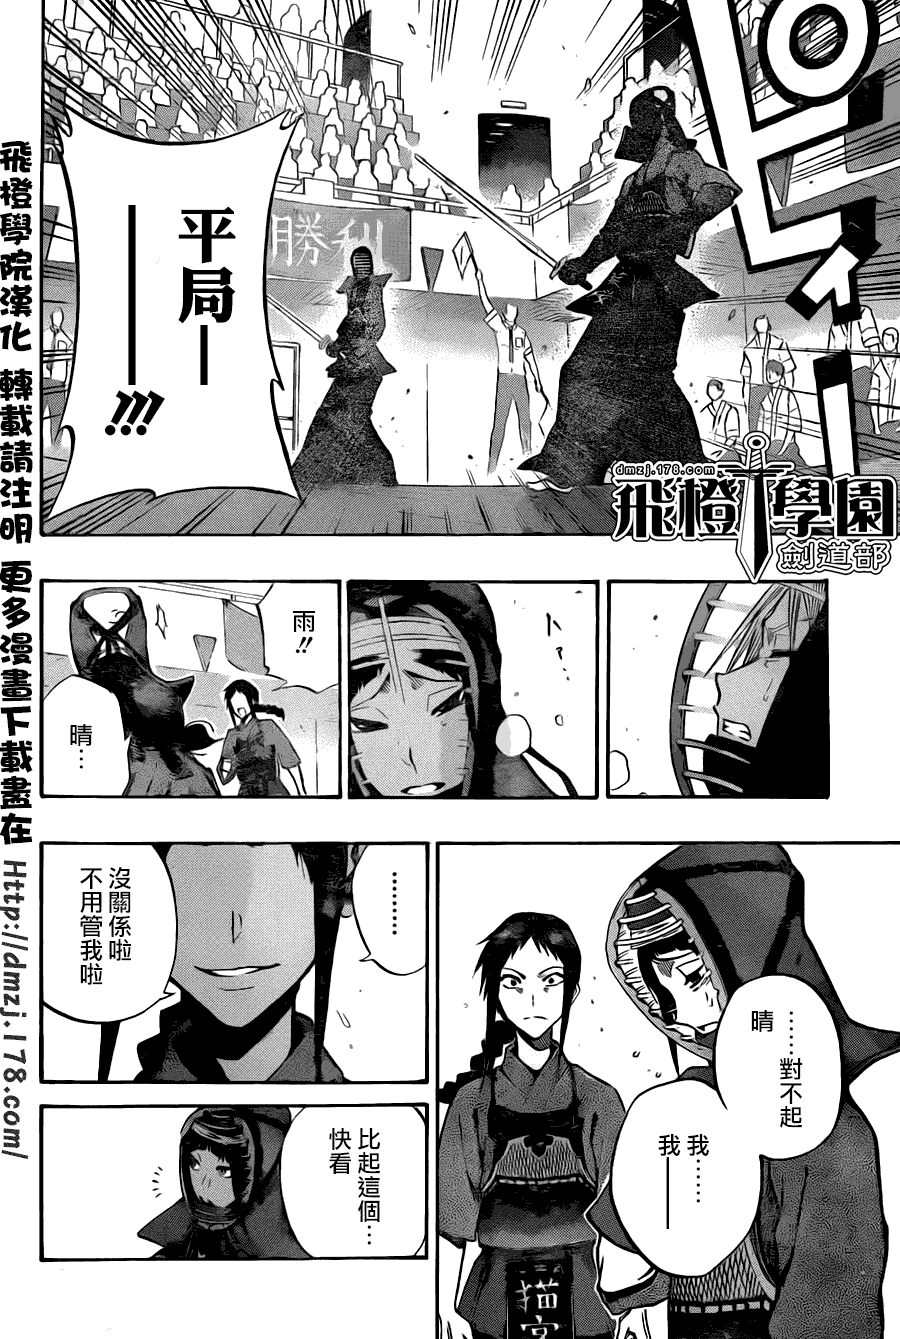 ピィ
平局——
——!!!
勝利
dmzj.178.com
飛橙學園
劍道部
雨!!
晴…
晴
……對不起
我……
我——
………
沒關係啦
不用管我啦
比起這個…
快看
描宮
飛橙學院漢化 轉載請注明 更多漫畫下載盡在 Http://dmzj.178.com/